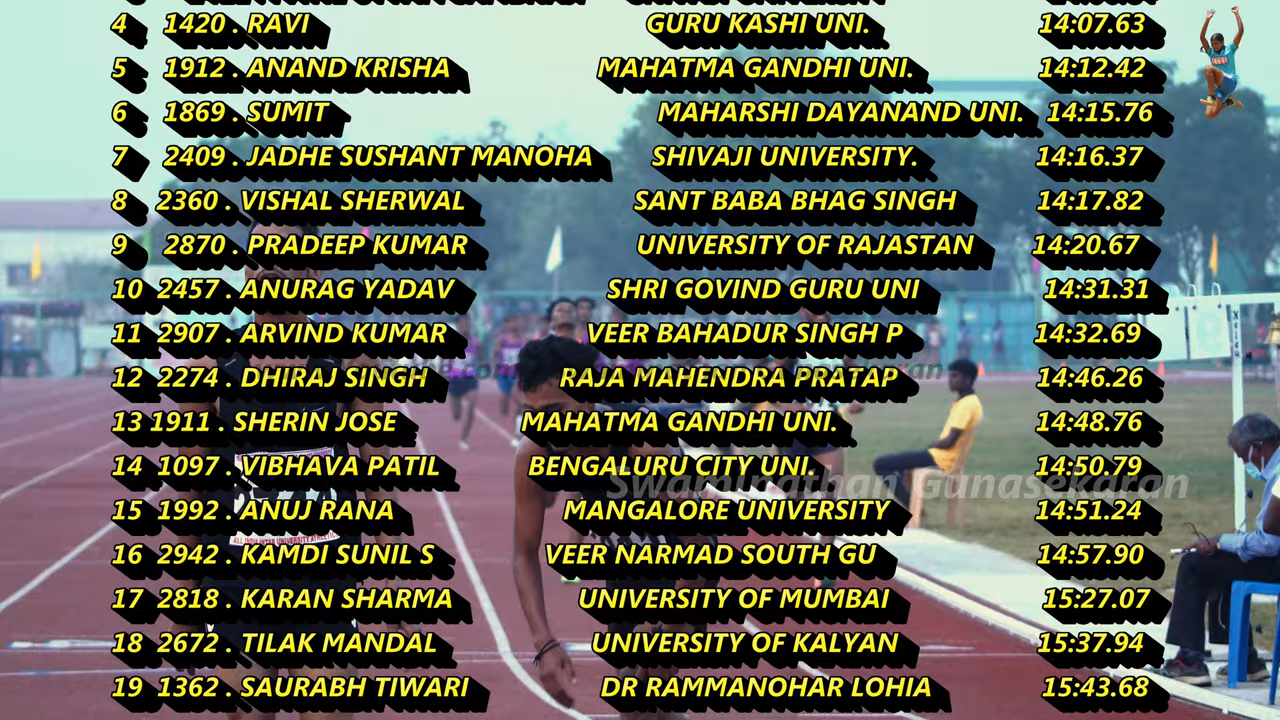 4 1420 . RAVI GURU KASHI UNI. 14:07.63
5 1912 . ANAND KRISHA MAHATMA GANDHI UNI. 14:12.42
6 1869 . SUMIT MAHARSHI DAYANAND UNI. 14:15.76
7 2409 . JADHE SUSHANT MANOHA SHIVAJI UNIVERSITY. 14:16.37
8 2360 . VISHAL SHERWAL SANT BABA BHAG SINGH 14:17.82
9 2870 . PRADEEP KUMAR UNIVERSITY OF RAJASTAN 14:20.67
10 2457 . ANURAG YADAV SHRI GOVIND GURU UNI 14:31.31
11 2907 . ARVIND KUMAR VEER BAHADUR SINGH P 14:32.69
12 2274 . DHIRAJ SINGH RAJA MAHENDRA PRATAP 14:46.26
13 1911 . SHERIN JOSE MAHATMA GANDHI UNI. 14:48.76
14 1097 . VIBHAVA PATIL BENGALURU CITY UNI. 14:50.79
Swaminathan Gunasekaran
15 1992 . ANUJ RANA MANGALORE UNIVERSITY 14:51.24
16 2942 . KAMDI SUNIL S VEER NARMAD SOUTH GU 14:57.90
17 2818 . KARAN SHARMA UNIVERSITY OF MUMBAI 15:27.07
18 2672 . TILAK MANDAL UNIVERSITY OF KALYAN 15:37.94
19 1362 . SAURABH TIWARI DR RAMMANOHAR LOHIA 15:43.68